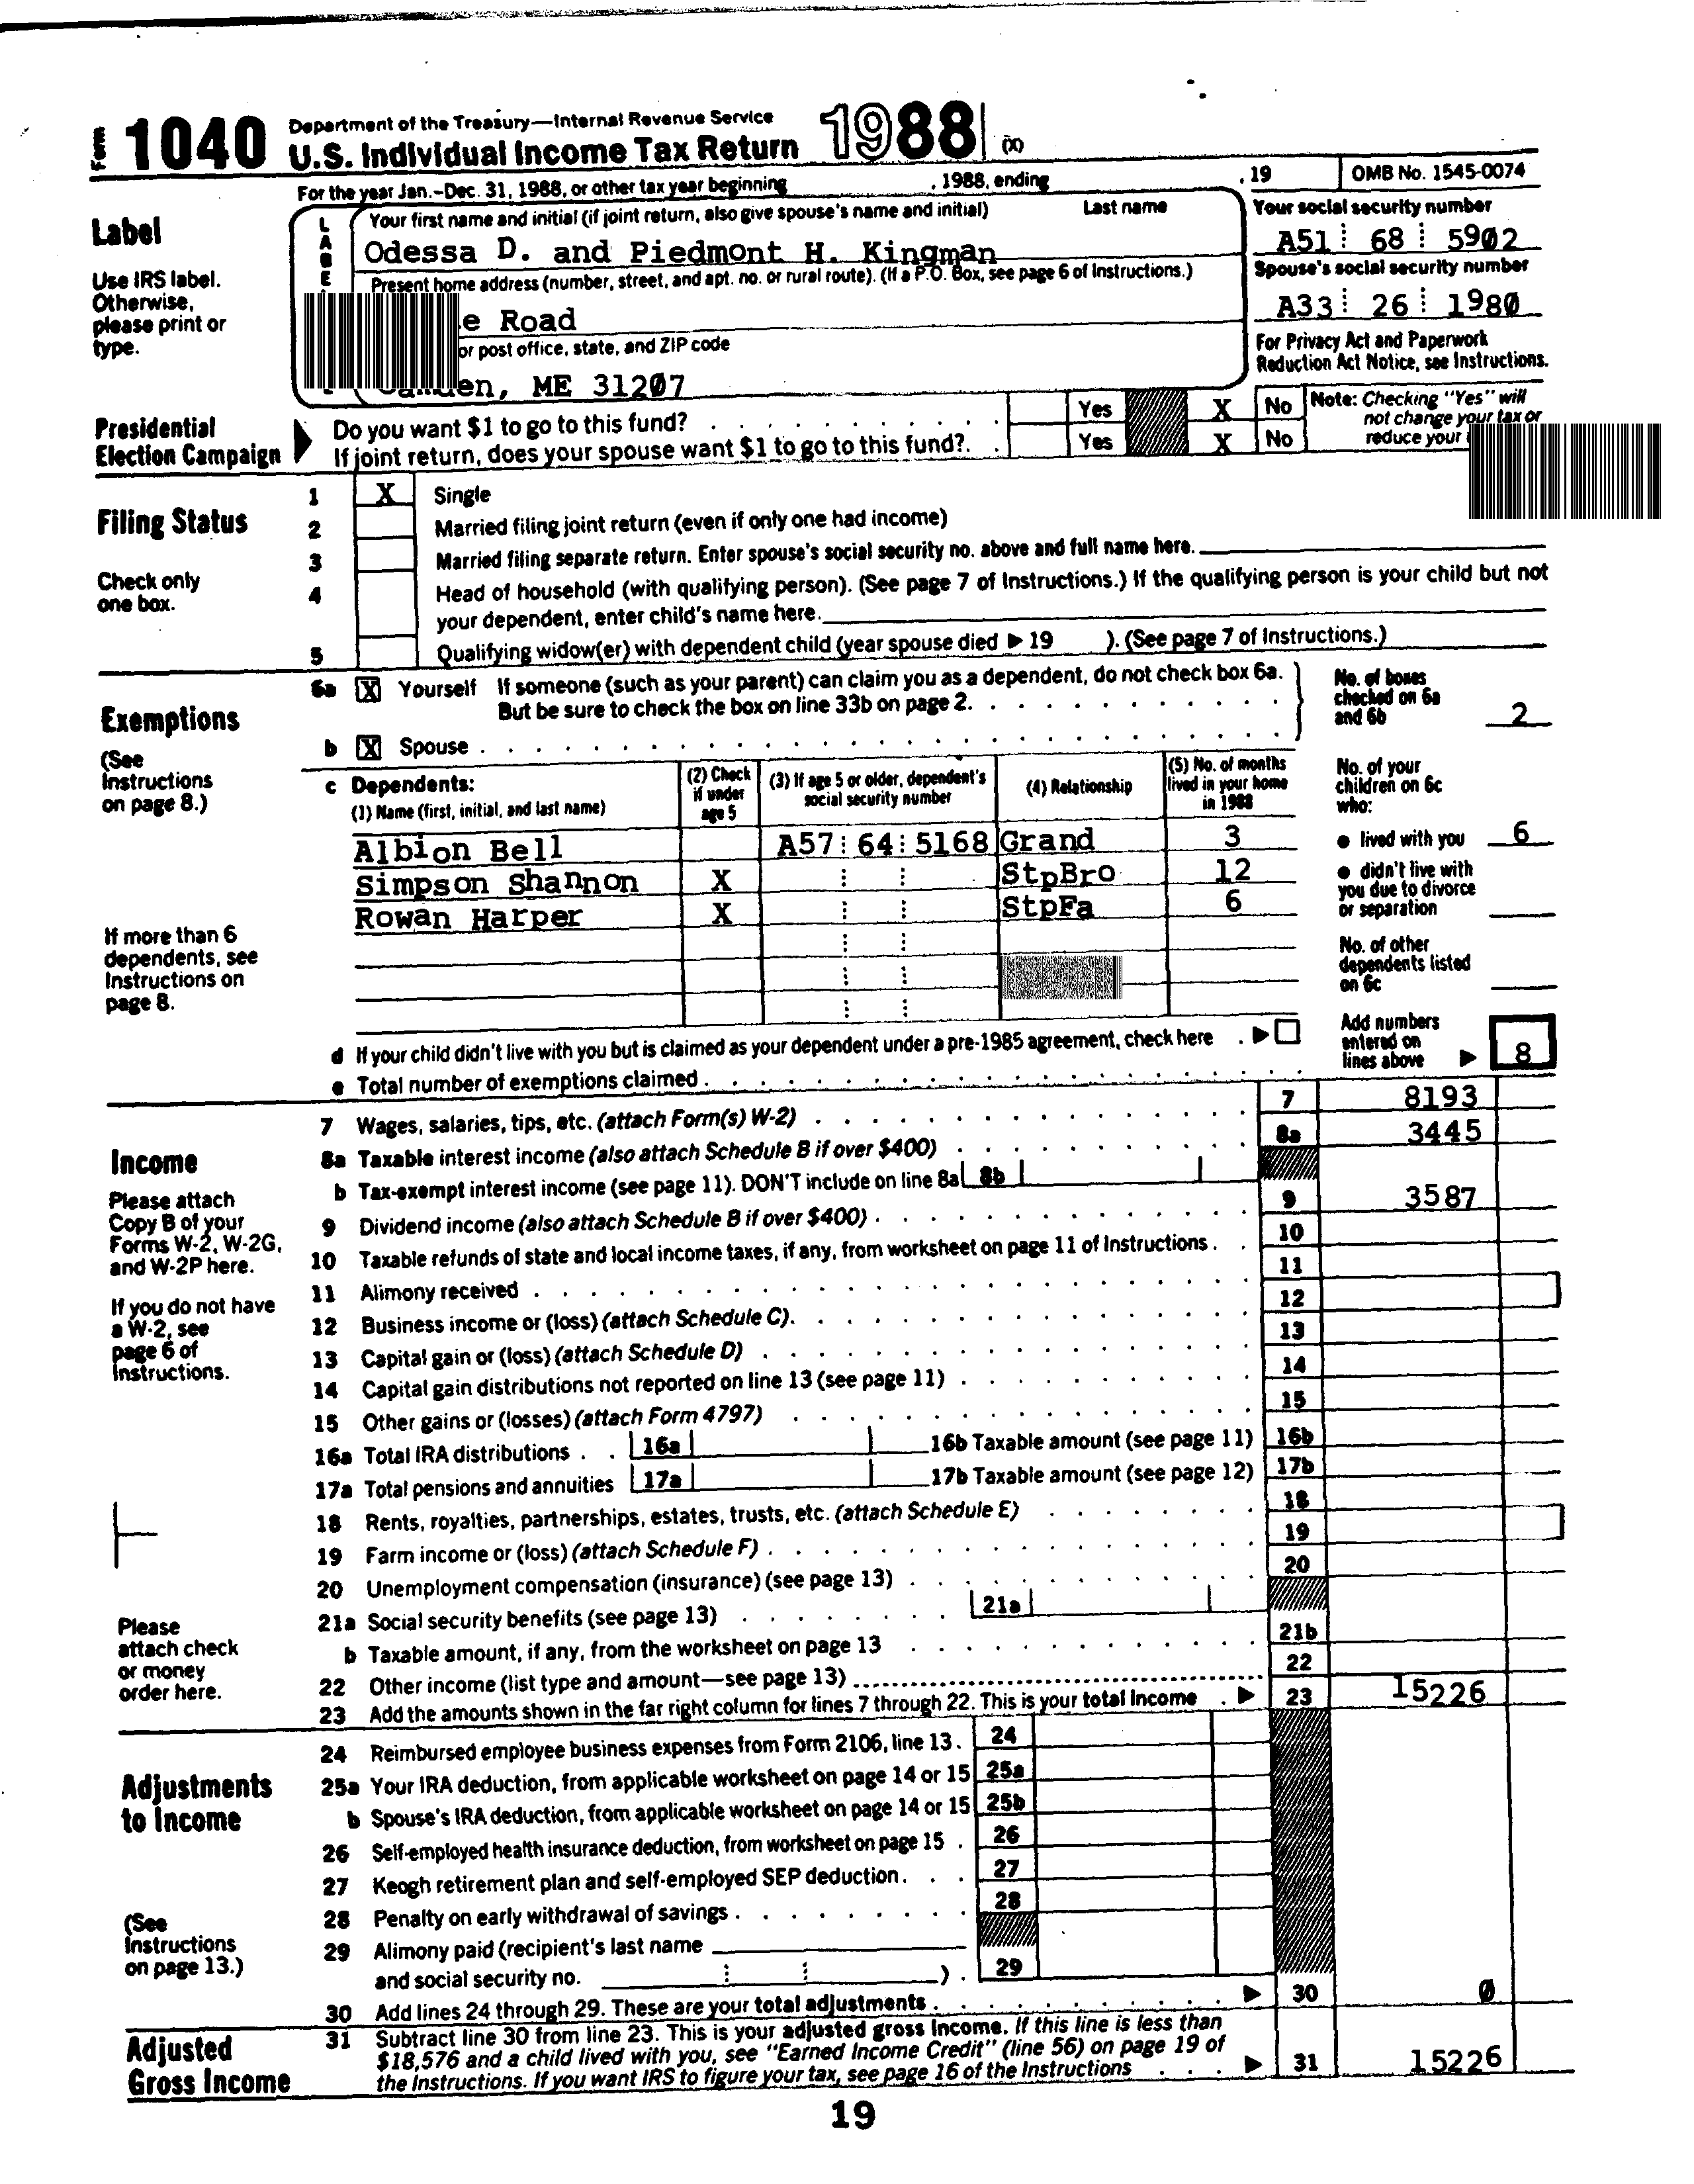 Form 1040 Department of the Treasury—Internal Revenue Service
U.S. Individual Income Tax Return 1988 (X)
For the year Jan.-Dec. 31, 1988, or other tax year beginning , 1988, ending , 19 OMB No. 1545-0074
Label
Use IRS label. Otherwise, please print or type.
L A B E
Your first name and initial (if joint return, also give spouse's name and initial) Last name
Odessa D. and Piedmont H. Kingman
Your social security number
A51 68 5902
Present home address (number, street, and apt. no. or rural route). (If a P.O. Box, see page 6 of Instructions.)
Road
Spouse's social security number
A33 26 1980
or post office, state, and ZIP code
ME 31207
For Privacy Act and Paperwork Reduction Act Notice, see Instructions.
Presidential Election Campaign
Do you want $1 to go to this fund? Yes X No
If joint return, does your spouse want $1 to go to this fund? Yes X No
Note: Checking "Yes" will not change your tax or reduce your
Filing Status
Check only one box.
1 X Single
2 Married filing joint return (even if only one had income)
3 Married filing separate return. Enter spouse's social security no. above and full name here.
4 Head of household (with qualifying person). (See page 7 of Instructions.) If the qualifying person is your child but not
your dependent, enter child's name here.
5 Qualifying widow(er) with dependent child (year spouse died ▶ 19 ). (See page 7 of Instructions.)
Exemptions
(See Instructions on page 8.)
6a X Yourself If someone (such as your parent) can claim you as a dependent, do not check box 6a.
But be sure to check the box on line 33b on page 2.
b X Spouse
No. of boxes checked on 6a and 6b 2
c Dependents:
(1) Name (first, initial, and last name) (2) Check if under age 5 (3) If age 5 or older, dependent's social security number (4) Relationship (5) No. of months lived in your home in 1988
Albion Bell A57 64 5168 Grand 3
Simpson Shannon X StpBro 12
Rowan Harper X StpFa 6
No. of your children on 6c who:
● lived with you 6
● didn't live with you due to divorce or separation
No. of other dependents listed on 6c
If more than 6 dependents, see Instructions on page 8.
d If your child didn't live with you but is claimed as your dependent under a pre-1985 agreement, check here ▶
e Total number of exemptions claimed
Add numbers entered on lines above ▶ 8
Income
Please attach Copy B of your Forms W-2, W-2G, and W-2P here.
If you do not have a W-2, see page 6 of Instructions.
Please attach check or money order here.
7 Wages, salaries, tips, etc. (attach Form(s) W-2) 7 8193
8a Taxable interest income (also attach Schedule B if over $400) 8a 3445
b Tax-exempt interest income (see page 11). DON'T include on line 8a 8b
9 Dividend income (also attach Schedule B if over $400) 9 3587
10 Taxable refunds of state and local income taxes, if any, from worksheet on page 11 of Instructions 10
11 Alimony received 11
12 Business income or (loss) (attach Schedule C) 12
13 Capital gain or (loss) (attach Schedule D) 13
14 Capital gain distributions not reported on line 13 (see page 11) 14
15 Other gains or (losses) (attach Form 4797) 15
16a Total IRA distributions 16a 16b Taxable amount (see page 11) 16b
17a Total pensions and annuities 17a 17b Taxable amount (see page 12) 17b
18 Rents, royalties, partnerships, estates, trusts, etc. (attach Schedule E) 18
19 Farm income or (loss) (attach Schedule F) 19
20 Unemployment compensation (insurance) (see page 13) 20
21a Social security benefits (see page 13) 21a
b Taxable amount, if any, from the worksheet on page 13 21b
22 Other income (list type and amount—see page 13) 22
23 Add the amounts shown in the far right column for lines 7 through 22. This is your total income ▶ 23 15226
Adjustments to Income
(See Instructions on page 13.)
24 Reimbursed employee business expenses from Form 2106, line 13. 24
25a Your IRA deduction, from applicable worksheet on page 14 or 15 25a
b Spouse's IRA deduction, from applicable worksheet on page 14 or 15 25b
26 Self-employed health insurance deduction, from worksheet on page 15 26
27 Keogh retirement plan and self-employed SEP deduction 27
28 Penalty on early withdrawal of savings 28
29 Alimony paid (recipient's last name
and social security no. ) 29
30 Add lines 24 through 29. These are your total adjustments ▶ 30 0
Adjusted Gross Income
31 Subtract line 30 from line 23. This is your adjusted gross income. If this line is less than
$18,576 and a child lived with you, see "Earned Income Credit" (line 56) on page 19 of
the Instructions. If you want IRS to figure your tax, see page 16 of the Instructions ▶ 31 15226
19